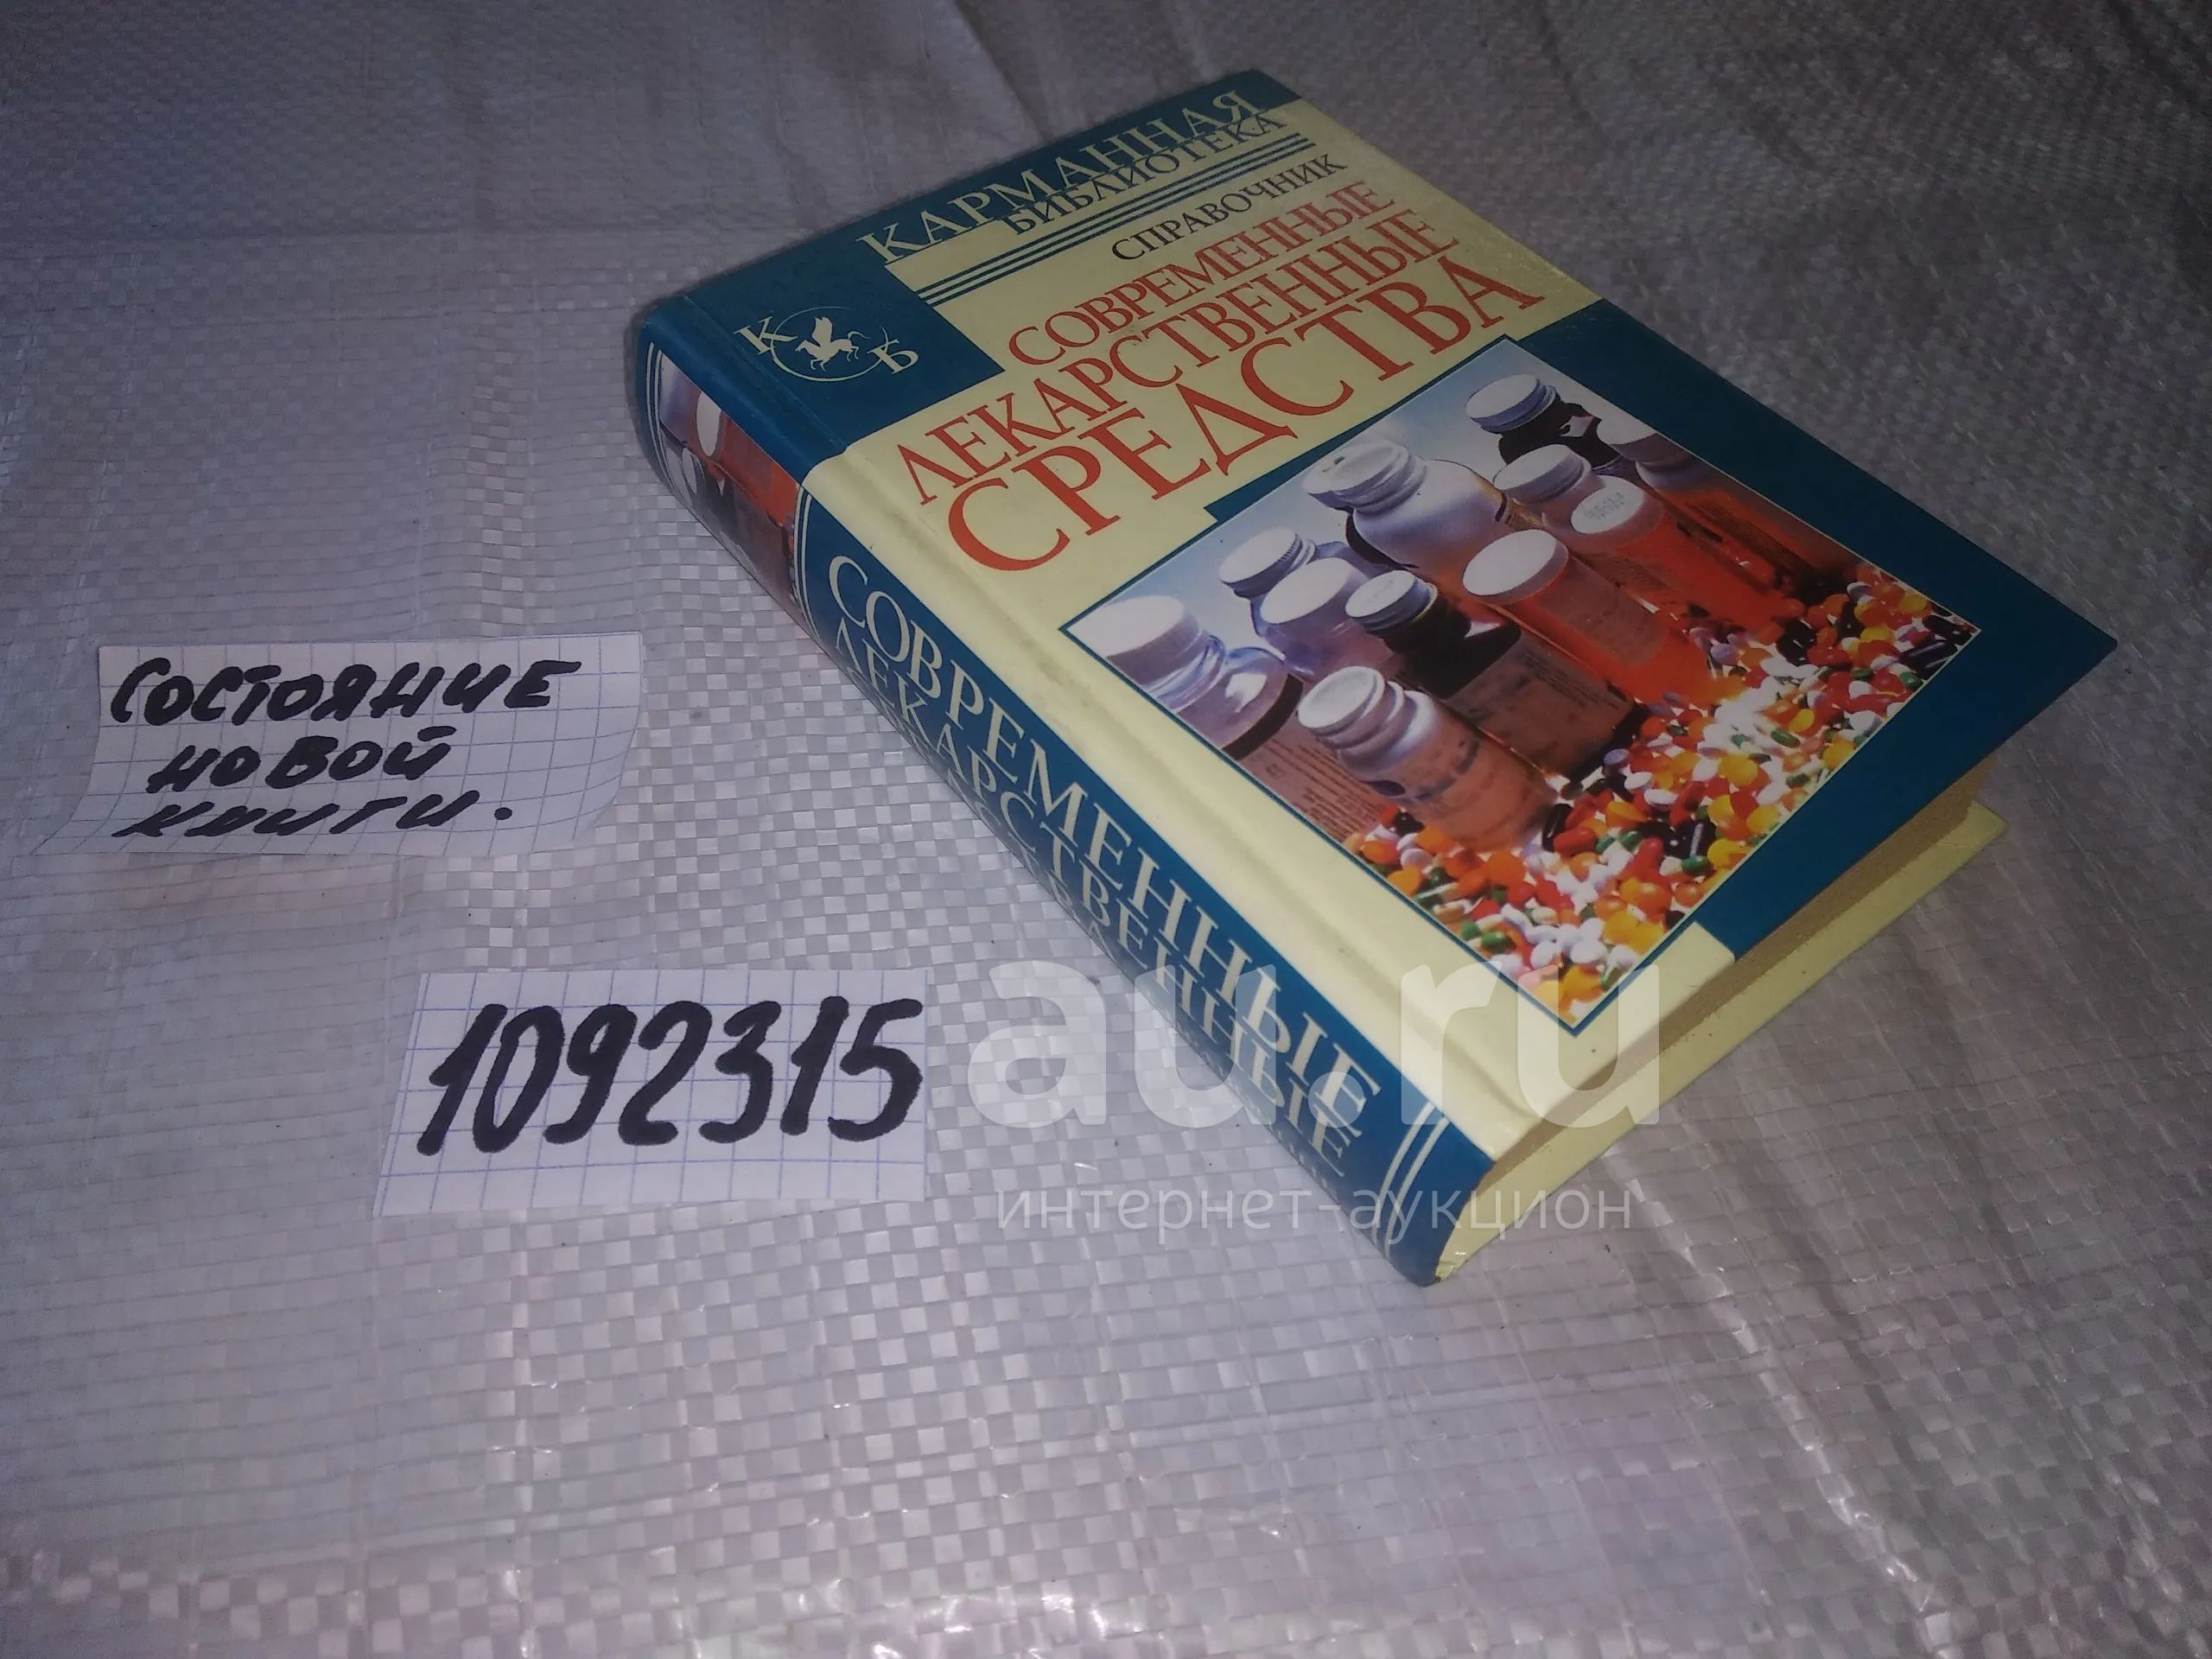 КАРМАННАЯ
БИБЛИОТЕКА
СПРАВОЧНИК
К Б
СОВРЕМЕННЫЕ
ЛЕКАРСТВЕННЫЕ
СРЕДСТВА
СОВРЕМЕННЫЕ
ЛЕКАРСТВЕННЫЕ
СОСТОЯНИЕ
НОВОЙ
КНИГИ.
1092315
au.ru
интернет-аукцион